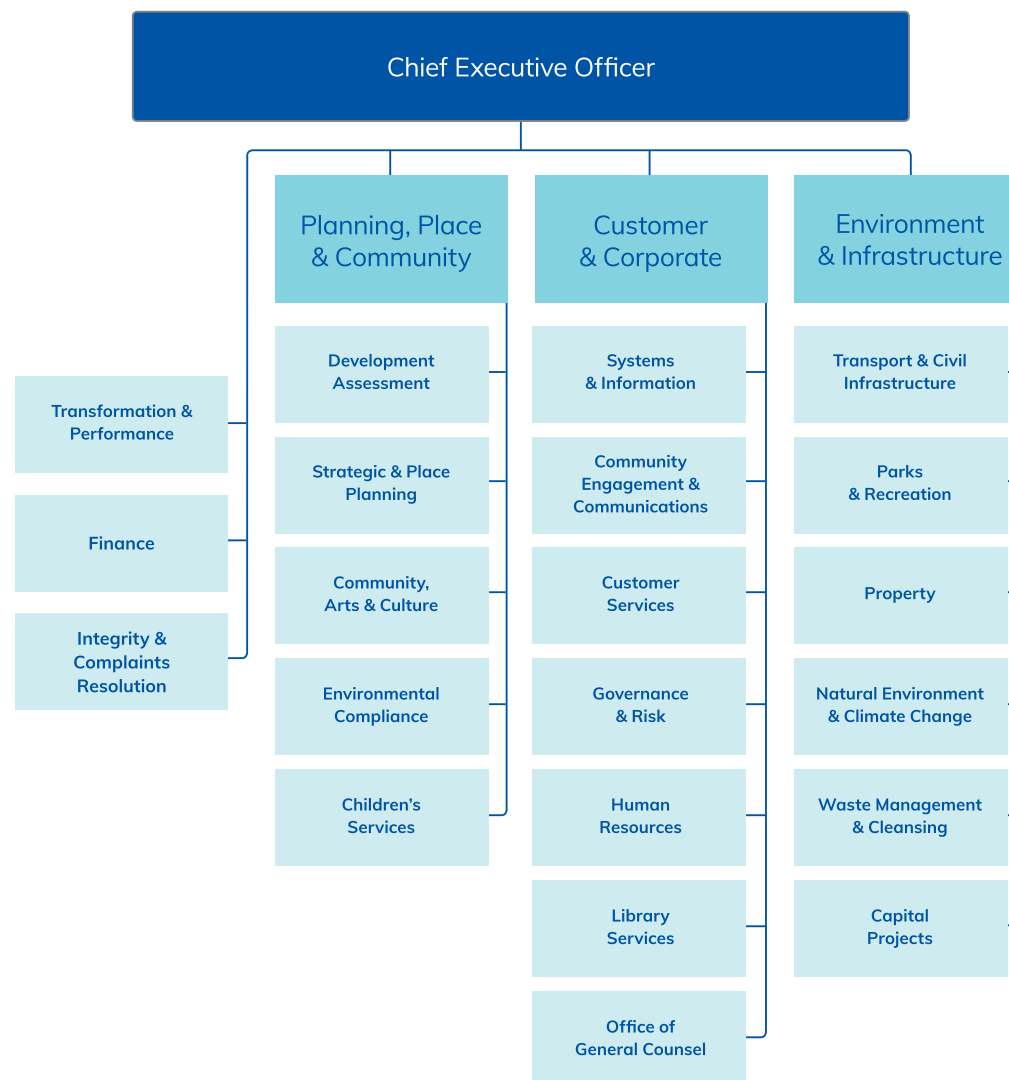 Chief Executive Officer
Planning, Place
& Community
Customer
& Corporate
Environment
& Infrastructure
Transformation &
Performance
Finance
Integrity &
Complaints
Resolution
Development
Assessment
Strategic & Place
Planning
Community,
Arts & Culture
Environmental
Compliance
Children’s
Services
Systems
& Information
Community
Engagement &
Communications
Customer
Services
Governance
& Risk
Human
Resources
Library
Services
Office of
General Counsel
Transport & Civil
Infrastructure
Parks
& Recreation
Property
Natural Environment
& Climate Change
Waste Management
& Cleansing
Capital
Projects